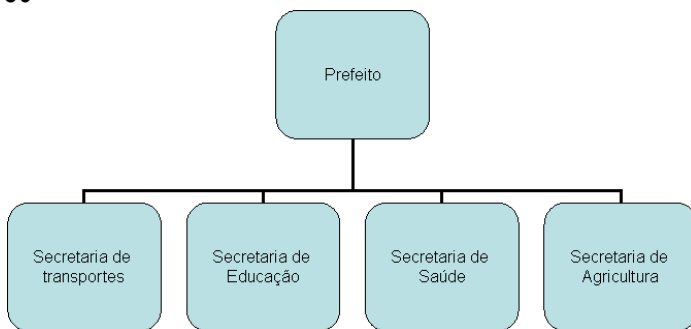 Prefeito
Secretaria de
transportes
Secretaria de
Educação
Secretaria de
Saúde
Secretaria de
Agricultura